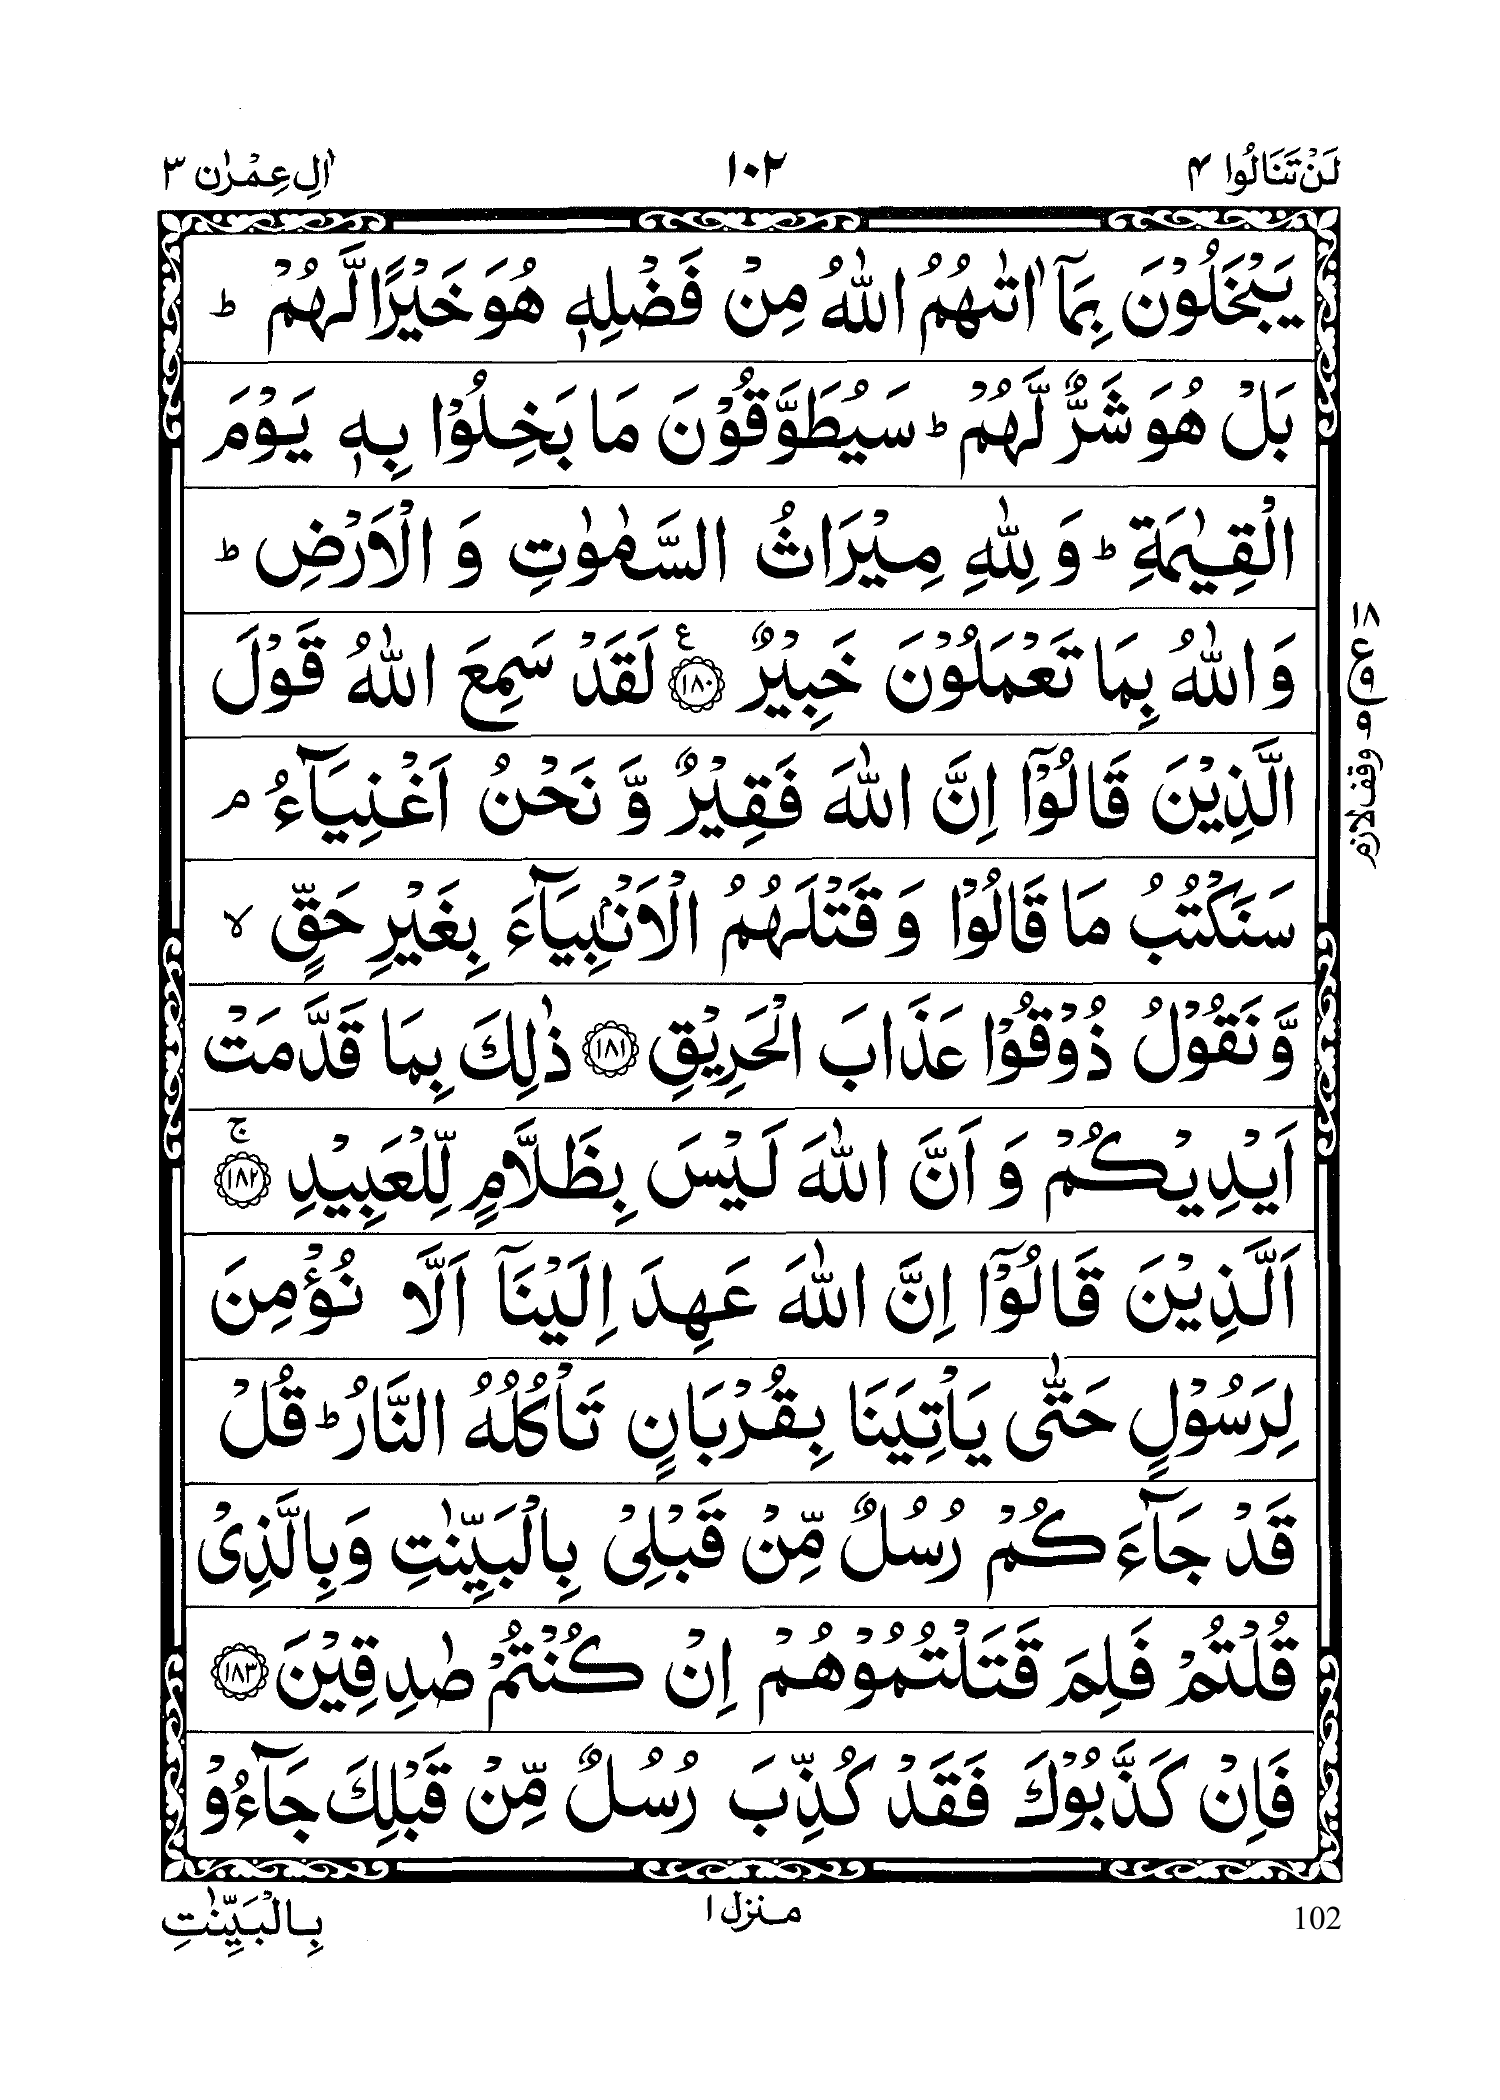 لَنْ تَنَالُوا ۴
۱۰۲
اٰلِ عِمْرٰن ۳
يَبْخَلُوْنَ بِمَآ اٰتٰىهُمُ اللّٰهُ مِنْ فَضْلِهٖ هُوَ خَيْرًا لَّهُمْ ؕ
بَلْ هُوَ شَرٌّ لَّهُمْ ؕ سَيُطَوَّقُوْنَ مَا بَخِلُوْا بِهٖ يَوْمَ
الْقِيٰمَةِ ؕ وَ لِلّٰهِ مِيْرَاثُ السَّمٰوٰتِ وَ الْاَرْضِ ؕ
وَ اللّٰهُ بِمَا تَعْمَلُوْنَ خَبِيْرٌ ﴿۱۸۰﴾ ع لَقَدْ سَمِعَ اللّٰهُ قَوْلَ
الَّذِيْنَ قَالُوْٓا اِنَّ اللّٰهَ فَقِيْرٌ وَّ نَحْنُ اَغْنِيَآءُ ۘ
سَنَكْتُبُ مَا قَالُوْا وَ قَتْلَهُمُ الْاَنْۢبِيَآءَ بِغَيْرِ حَقٍّ ۙ
وَّ نَقُوْلُ ذُوْقُوْا عَذَابَ الْحَرِيْقِ ﴿۱۸۱﴾ ذٰلِكَ بِمَا قَدَّمَتْ
اَيْدِيْكُمْ وَ اَنَّ اللّٰهَ لَيْسَ بِظَلَّامٍ لِّلْعَبِيْدِ ﴿۱۸۲﴾ ۚ
اَلَّذِيْنَ قَالُوْٓا اِنَّ اللّٰهَ عَهِدَ اِلَيْنَآ اَلَّا نُؤْمِنَ
لِرَسُوْلٍ حَتّٰى يَاْتِيَنَا بِقُرْبَانٍ تَاْكُلُهُ النَّارُ ؕ قُلْ
قَدْ جَآءَكُمْ رُسُلٌ مِّنْ قَبْلِيْ بِالْبَيِّنٰتِ وَبِالَّذِيْ
قُلْتُمْ فَلِمَ قَتَلْتُمُوْهُمْ اِنْ كُنْتُمْ صٰدِقِيْنَ ﴿۱۸۳﴾
فَاِنْ كَذَّبُوْكَ فَقَدْ كُذِّبَ رُسُلٌ مِّنْ قَبْلِكَ جَآءُوْ
۱۸
ع
۹
۹
وقف لازم
102
منزل ۱
بِالْبَيِّنٰتِ